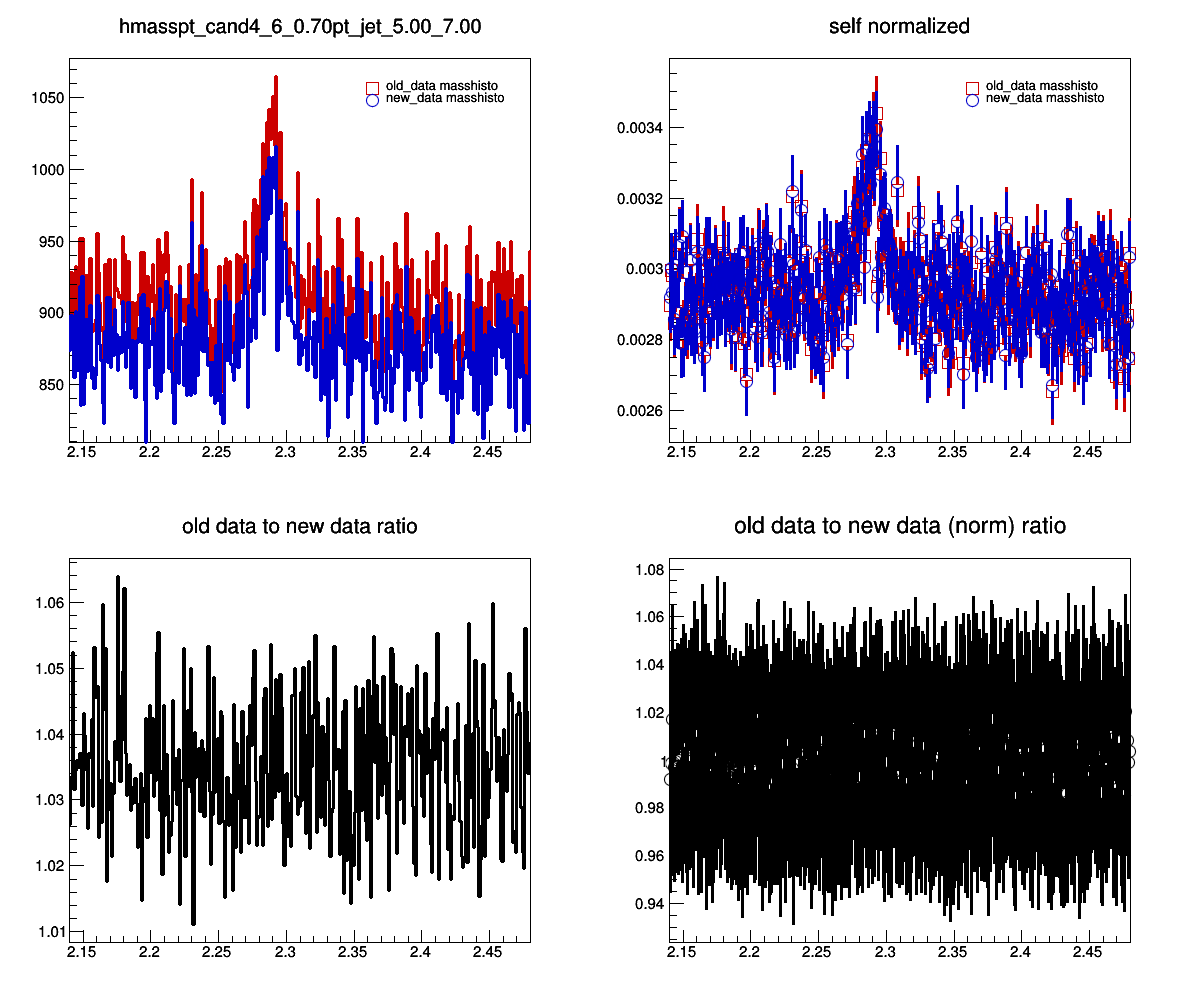 hmasspt_cand4_6_0.70pt_jet_5.00_7.00
old_data masshisto
new_data masshisto
1050
1000
950
900
850
2.15 2.2 2.25 2.3 2.35 2.4 2.45
self normalized
old_data masshisto
new_data masshisto
0.0034
0.0032
0.003
0.0028
0.0026
2.15 2.2 2.25 2.3 2.35 2.4 2.45
old data to new data ratio
1.06
1.05
1.04
1.03
1.02
1.01
2.15 2.2 2.25 2.3 2.35 2.4 2.45
old data to new data (norm) ratio
1.08
1.06
1.04
1.02
1
0.98
0.96
0.94
2.15 2.2 2.25 2.3 2.35 2.4 2.45